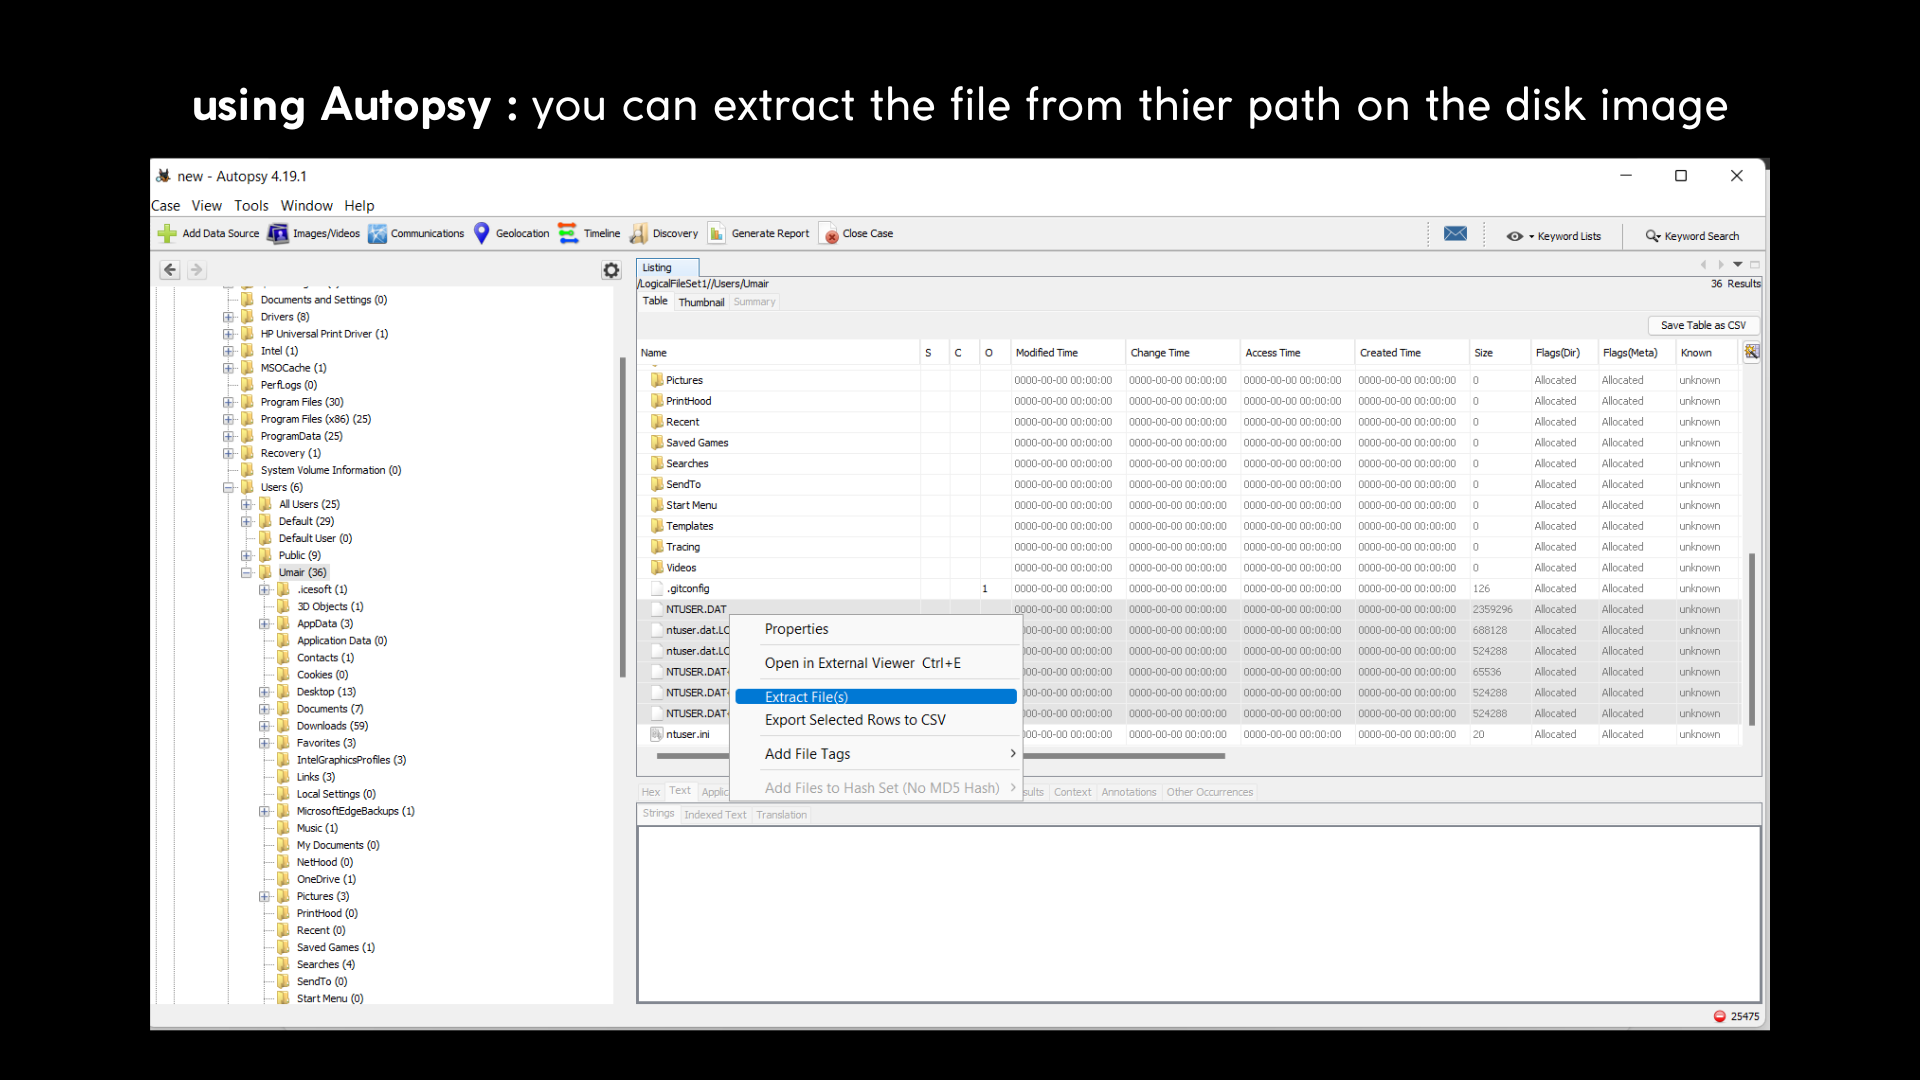 using Autopsy : you can extract the file from thier path on the disk image
new - Autopsy 4.19.1
Case View Tools Window Help
Add Data Source Images/Videos Communications Geolocation Timeline Discovery Generate Report Close Case Keyword Lists Keyword Search
Documents and Settings (0)
Drivers (8)
HP Universal Print Driver (1)
Intel (1)
MSOCache (1)
PerfLogs (0)
Program Files (30)
Program Files (x86) (25)
ProgramData (25)
Recovery (1)
System Volume Information (0)
Users (6)
All Users (25)
Default (29)
Default User (0)
Public (9)
Umair (36)
.icesoft (1)
3D Objects (1)
AppData (3)
Application Data (0)
Contacts (1)
Cookies (0)
Desktop (13)
Documents (7)
Downloads (59)
Favorites (3)
IntelGraphicsProfiles (3)
Links (3)
Local Settings (0)
MicrosoftEdgeBackups (1)
Music (1)
My Documents (0)
NetHood (0)
OneDrive (1)
Pictures (3)
PrintHood (0)
Recent (0)
Saved Games (1)
Searches (4)
SendTo (0)
Start Menu (0)
Listing
/LogicalFileSet1//Users/Umair 36 Results
Table Thumbnail Summary
Save Table as CSV
Name S C O Modified Time Change Time Access Time Created Time Size Flags(Dir) Flags(Meta) Known
Pictures 0000-00-00 00:00:00 0000-00-00 00:00:00 0000-00-00 00:00:00 0000-00-00 00:00:00 0 Allocated Allocated unknown
PrintHood 0000-00-00 00:00:00 0000-00-00 00:00:00 0000-00-00 00:00:00 0000-00-00 00:00:00 0 Allocated Allocated unknown
Recent 0000-00-00 00:00:00 0000-00-00 00:00:00 0000-00-00 00:00:00 0000-00-00 00:00:00 0 Allocated Allocated unknown
Saved Games 0000-00-00 00:00:00 0000-00-00 00:00:00 0000-00-00 00:00:00 0000-00-00 00:00:00 0 Allocated Allocated unknown
Searches 0000-00-00 00:00:00 0000-00-00 00:00:00 0000-00-00 00:00:00 0000-00-00 00:00:00 0 Allocated Allocated unknown
SendTo 0000-00-00 00:00:00 0000-00-00 00:00:00 0000-00-00 00:00:00 0000-00-00 00:00:00 0 Allocated Allocated unknown
Start Menu 0000-00-00 00:00:00 0000-00-00 00:00:00 0000-00-00 00:00:00 0000-00-00 00:00:00 0 Allocated Allocated unknown
Templates 0000-00-00 00:00:00 0000-00-00 00:00:00 0000-00-00 00:00:00 0000-00-00 00:00:00 0 Allocated Allocated unknown
Tracing 0000-00-00 00:00:00 0000-00-00 00:00:00 0000-00-00 00:00:00 0000-00-00 00:00:00 0 Allocated Allocated unknown
Videos 0000-00-00 00:00:00 0000-00-00 00:00:00 0000-00-00 00:00:00 0000-00-00 00:00:00 0 Allocated Allocated unknown
.gitconfig 1 0000-00-00 00:00:00 0000-00-00 00:00:00 0000-00-00 00:00:00 0000-00-00 00:00:00 126 Allocated Allocated unknown
NTUSER.DAT 0000-00-00 00:00:00 0000-00-00 00:00:00 0000-00-00 00:00:00 0000-00-00 00:00:00 2359296 Allocated Allocated unknown
ntuser.dat.LO 00-00-00 00:00:00 0000-00-00 00:00:00 0000-00-00 00:00:00 0000-00-00 00:00:00 688128 Allocated Allocated unknown
ntuser.dat.LO 00-00-00 00:00:00 0000-00-00 00:00:00 0000-00-00 00:00:00 0000-00-00 00:00:00 524288 Allocated Allocated unknown
NTUSER.DAT 00-00-00 00:00:00 0000-00-00 00:00:00 0000-00-00 00:00:00 0000-00-00 00:00:00 65536 Allocated Allocated unknown
NTUSER.DAT 00-00-00 00:00:00 0000-00-00 00:00:00 0000-00-00 00:00:00 0000-00-00 00:00:00 524288 Allocated Allocated unknown
NTUSER.DAT 00-00-00 00:00:00 0000-00-00 00:00:00 0000-00-00 00:00:00 0000-00-00 00:00:00 524288 Allocated Allocated unknown
ntuser.ini 00-00-00 00:00:00 0000-00-00 00:00:00 0000-00-00 00:00:00 0000-00-00 00:00:00 20 Allocated Allocated unknown
Properties
Open in External Viewer Ctrl+E
Extract File(s)
Export Selected Rows to CSV
Add File Tags
Add Files to Hash Set (No MD5 Hash)
Hex Text Applic sults Context Annotations Other Occurrences
Strings Indexed Text Translation
25475